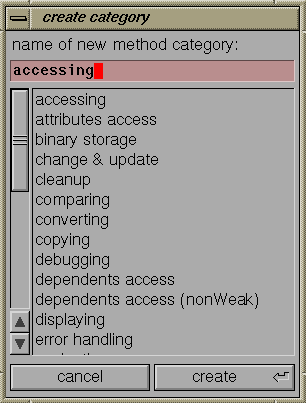 create category
name of new method category:
accessing
accessing
attributes access
binary storage
change & update
cleanup
comparing
converting
copying
debugging
dependents access
dependents access (nonWeak)
displaying
error handling
cancel
create